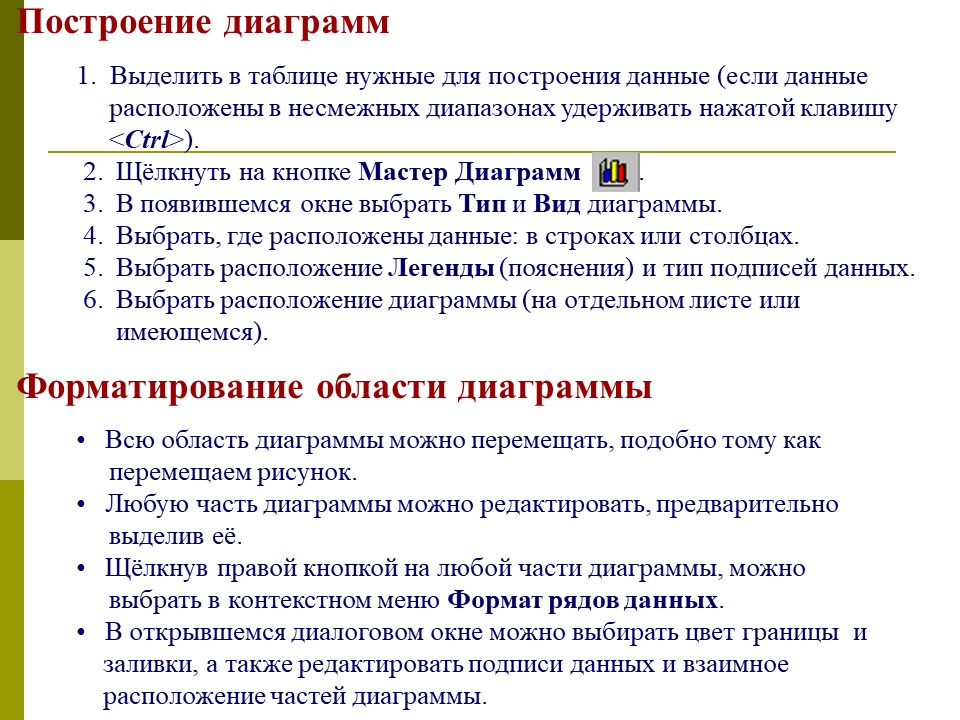 Построение диаграмм
1. Выделить в таблице нужные для построения данные (если данные
расположены в несмежных диапазонах удерживать нажатой клавишу
<Ctrl>).
2. Щёлкнуть на кнопке Мастер Диаграмм .
3. В появившемся окне выбрать Тип и Вид диаграммы.
4. Выбрать, где расположены данные: в строках или столбцах.
5. Выбрать расположение Легенды (пояснения) и тип подписей данных.
6. Выбрать расположение диаграммы (на отдельном листе или
имеющемся).
Форматирование области диаграммы
• Всю область диаграммы можно перемещать, подобно тому как
перемещаем рисунок.
• Любую часть диаграммы можно редактировать, предварительно
выделив её.
• Щёлкнув правой кнопкой на любой части диаграммы, можно
выбрать в контекстном меню Формат рядов данных.
• В открывшемся диалоговом окне можно выбирать цвет границы и
заливки, а также редактировать подписи данных и взаимное
расположение частей диаграммы.